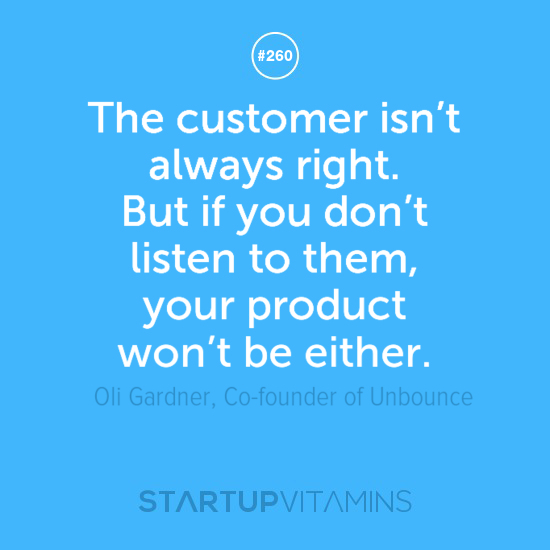 #260
The customer isn't
always right.
But if you don't
listen to them,
your product
won't be either.
Oli Gardner, Co-founder of Unbounce
STARTUPVITAMINS